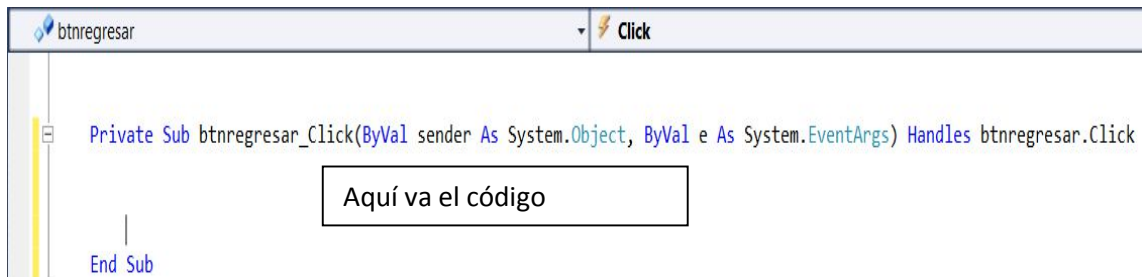 btnregresar
Click
Private Sub btnregresar_Click(ByVal sender As System.Object, ByVal e As System.EventArgs) Handles btnregresar.Click
Aquí va el código
End Sub